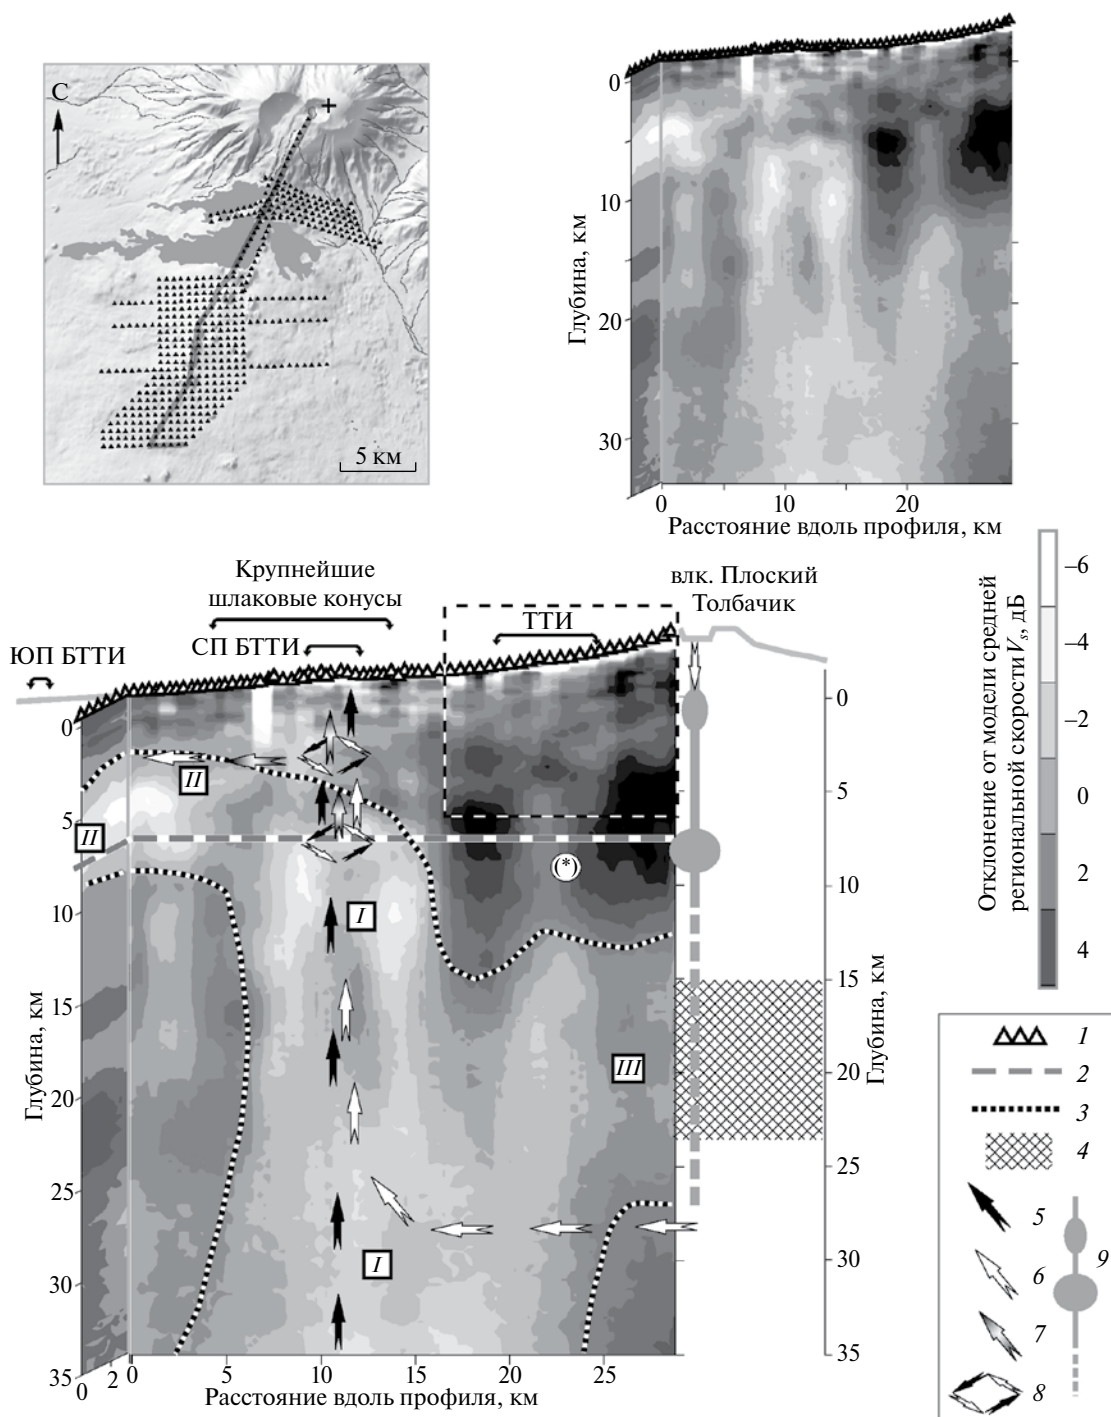 С
5 км
0
10
20
30
Глубина, км
0
10
20
Расстояние вдоль профиля, км
Крупнейшие
шлаковые конусы
влк. Плоский
Толбачик
ЮП БТТИ
СП БТТИ
ТТИ
0
5
10
15
20
25
30
35
Глубина, км
II
II
I
I
III
(*)
0
2
0
5
10
15
20
25
Расстояние вдоль профиля, км
0
5
10
15
20
25
30
35
Глубина, км
Отклонение от модели средней
региональной скорости Vs, дБ
–6
–4
–2
0
2
4
1
2
3
4
5
6
7
8
9